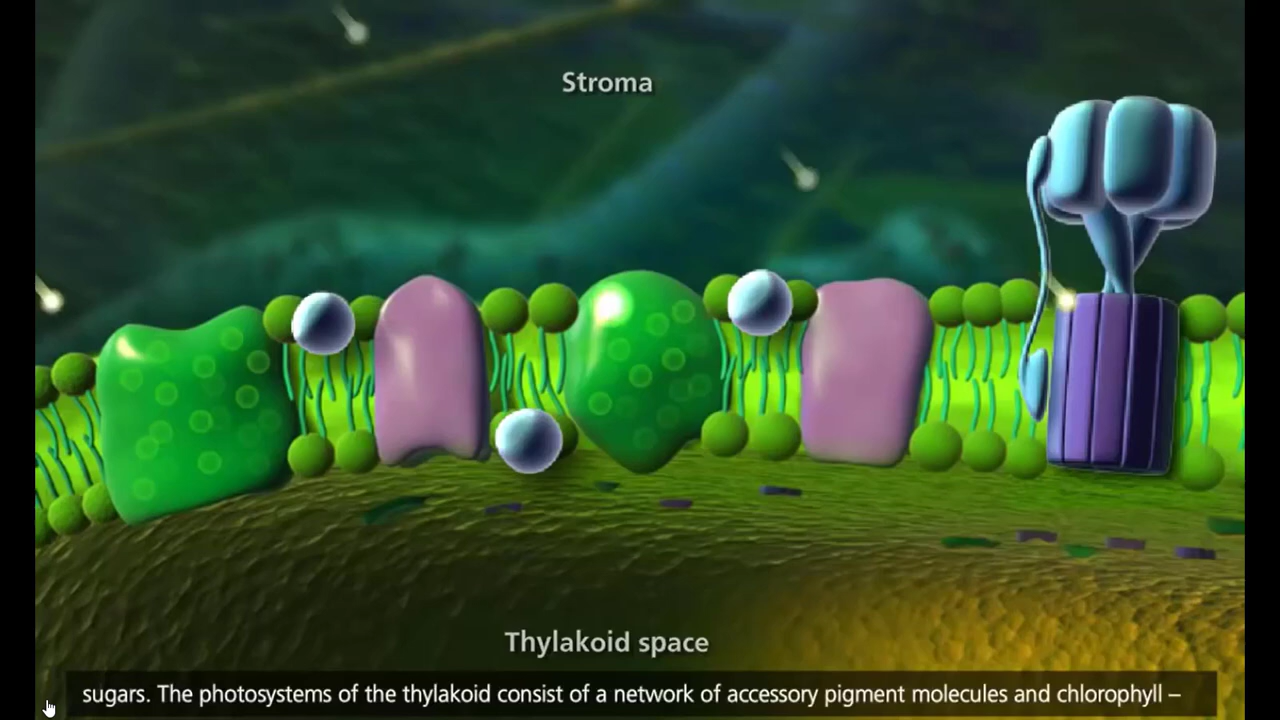 Stroma
Thylakoid space
sugars. The photosystems of the thylakoid consist of a network of accessory pigment molecules and chlorophyll –